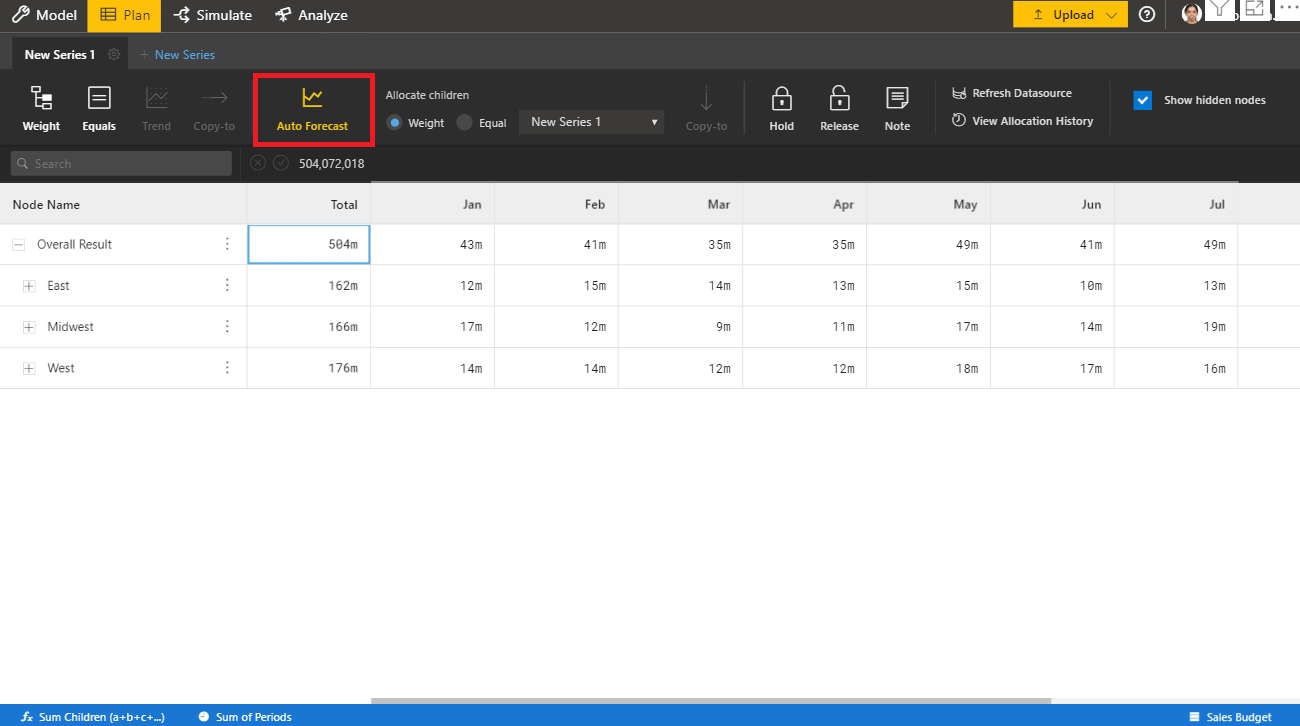 Model Plan Simulate Analyze Upload
New Series 1 + New Series
Allocate children
Weight Equals Trend Copy-to Auto Forecast
Weight Equal New Series 1 Copy-to
Hold Release Note
Refresh Datasource
View Allocation History
Show hidden nodes
Search 504,072,018
Node Name Total Jan Feb Mar Apr May Jun Jul
Overall Result 504m 43m 41m 35m 35m 49m 41m 49m
East 162m 12m 15m 14m 13m 15m 10m 13m
Midwest 166m 17m 12m 9m 11m 17m 14m 19m
West 176m 14m 14m 12m 12m 18m 17m 16m
fx Sum Children (a+b+c+...) Sum of Periods Sales Budget